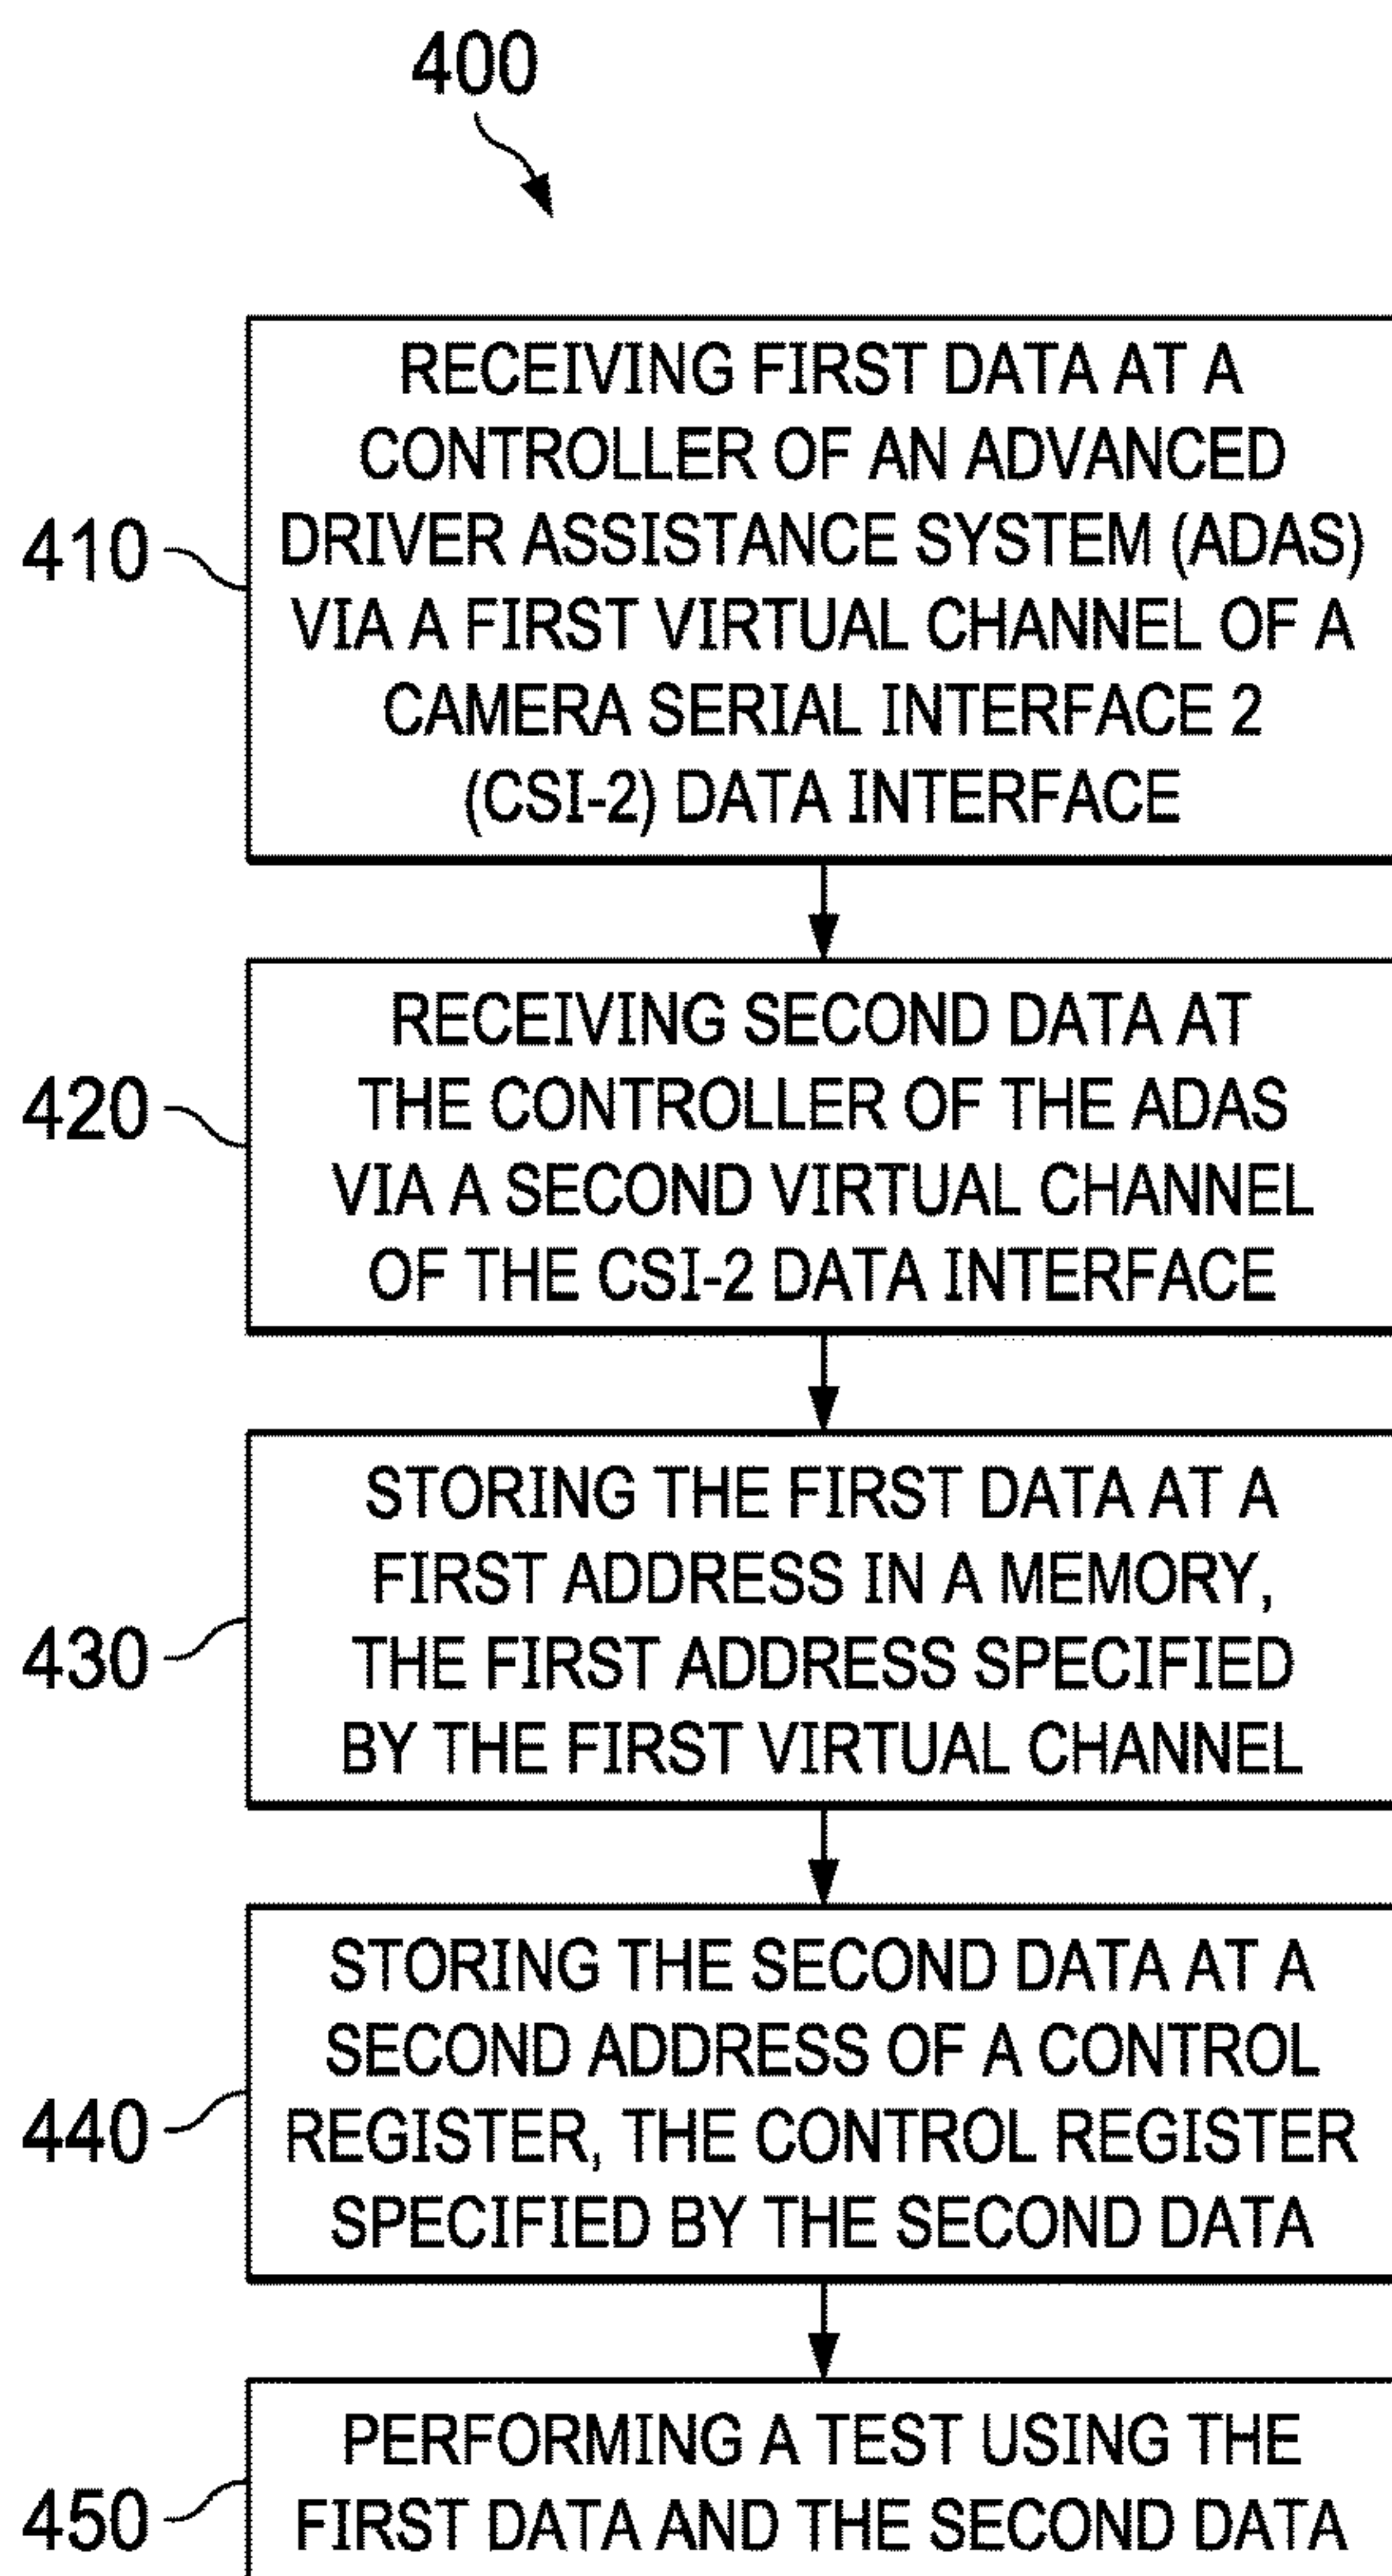 400
410
RECEIVING FIRST DATA AT A
CONTROLLER OF AN ADVANCED
DRIVER ASSISTANCE SYSTEM (ADAS)
VIA A FIRST VIRTUAL CHANNEL OF A
CAMERA SERIAL INTERFACE 2
(CSI-2) DATA INTERFACE
420
RECEIVING SECOND DATA AT
THE CONTROLLER OF THE ADAS
VIA A SECOND VIRTUAL CHANNEL
OF THE CSI-2 DATA INTERFACE
430
STORING THE FIRST DATA AT A
FIRST ADDRESS IN A MEMORY,
THE FIRST ADDRESS SPECIFIED
BY THE FIRST VIRTUAL CHANNEL
440
STORING THE SECOND DATA AT A
SECOND ADDRESS OF A CONTROL
REGISTER, THE CONTROL REGISTER
SPECIFIED BY THE SECOND DATA
450
PERFORMING A TEST USING THE
FIRST DATA AND THE SECOND DATA